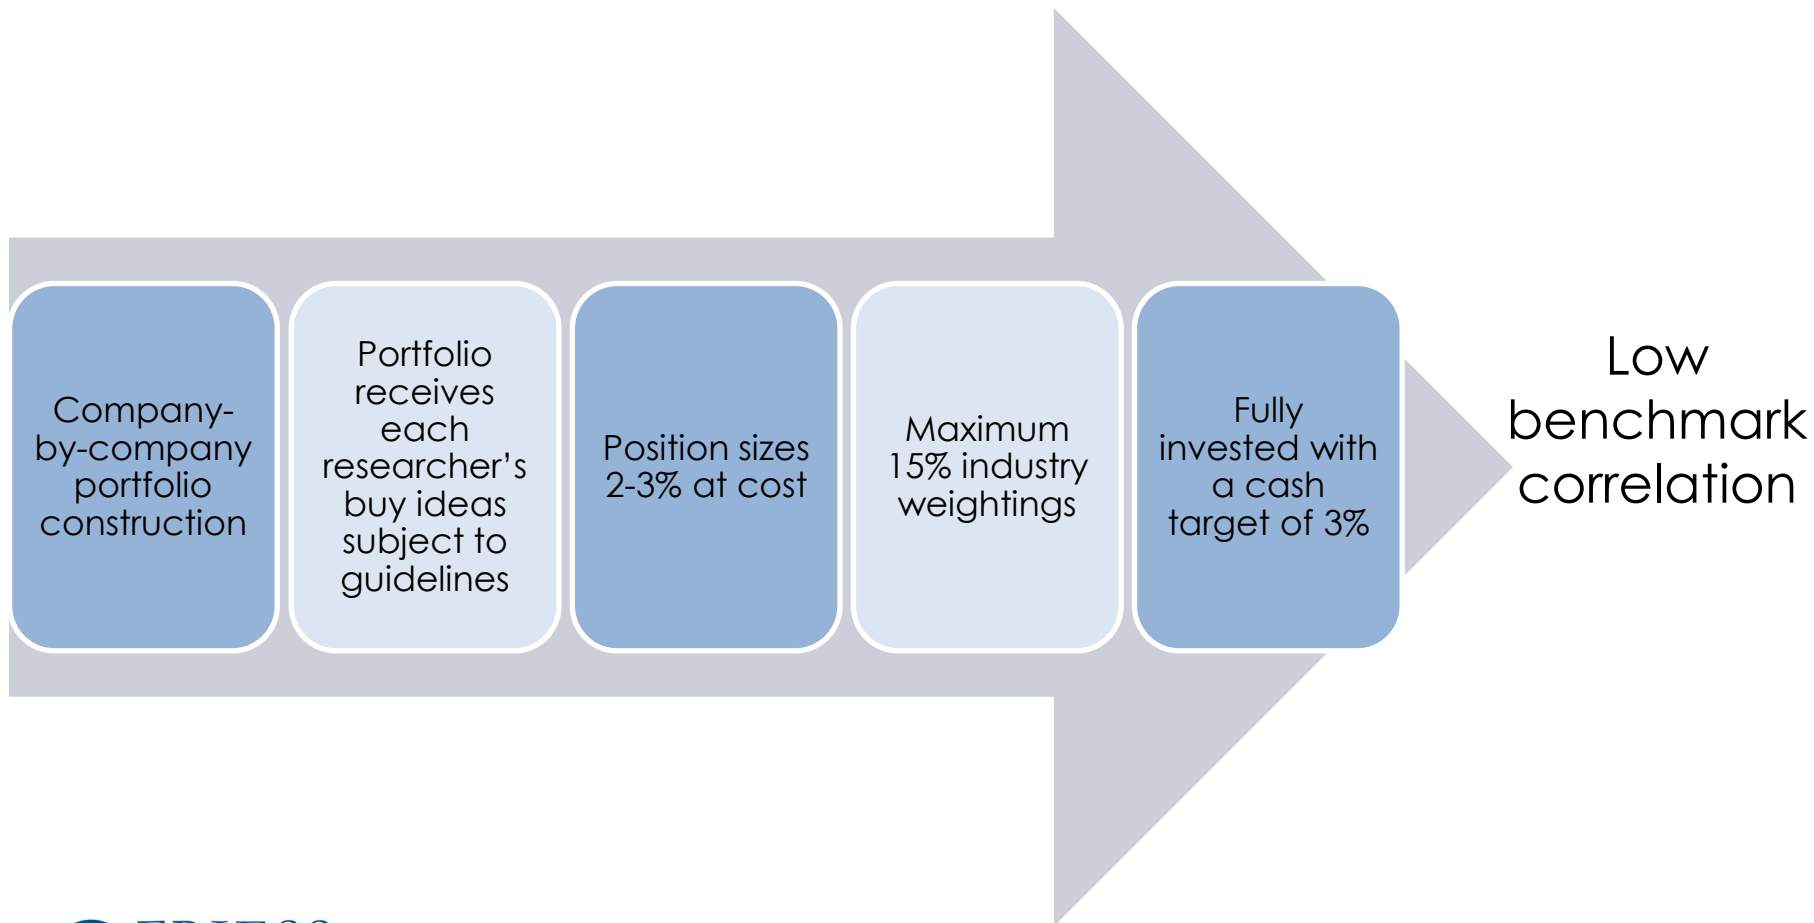 Company-
by-company
portfolio
construction
Portfolio
receives
each
researcher’s
buy ideas
subject to
guidelines
Position sizes
2-3% at cost
Maximum
15% industry
weightings
Fully
invested with
a cash
target of 3%
Low
benchmark
correlation